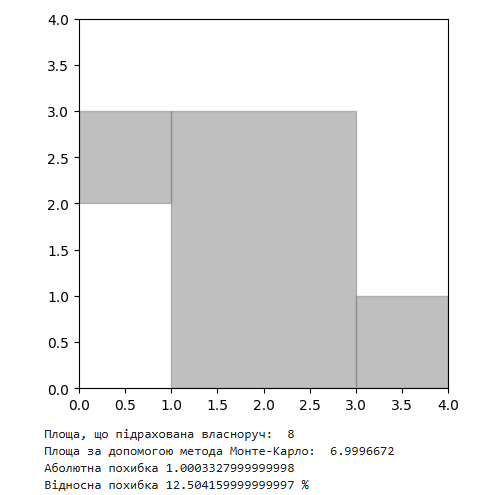 4.0
3.5
3.0
2.5
2.0
1.5
1.0
0.5
0.0
0.0 0.5 1.0 1.5 2.0 2.5 3.0 3.5 4.0
Площа, що підрахована власноруч:  8
Площа за допомогою метода Монте-Карло:  6.9996672
Аболютна похибка 1.0003327999999998
Відносна похибка 12.504159999999997 %